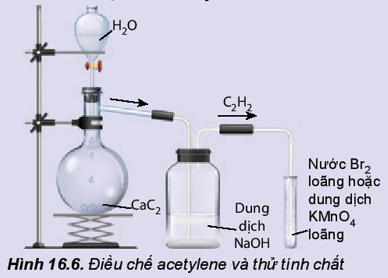 H₂O
C₂H₂
CaC₂
Dung
dịch
NaOH
Nước Br₂
loãng hoặc
dung dịch
KMnO₄
loãng
Hình 16.6. Điều chế acetylene và thử tính chất